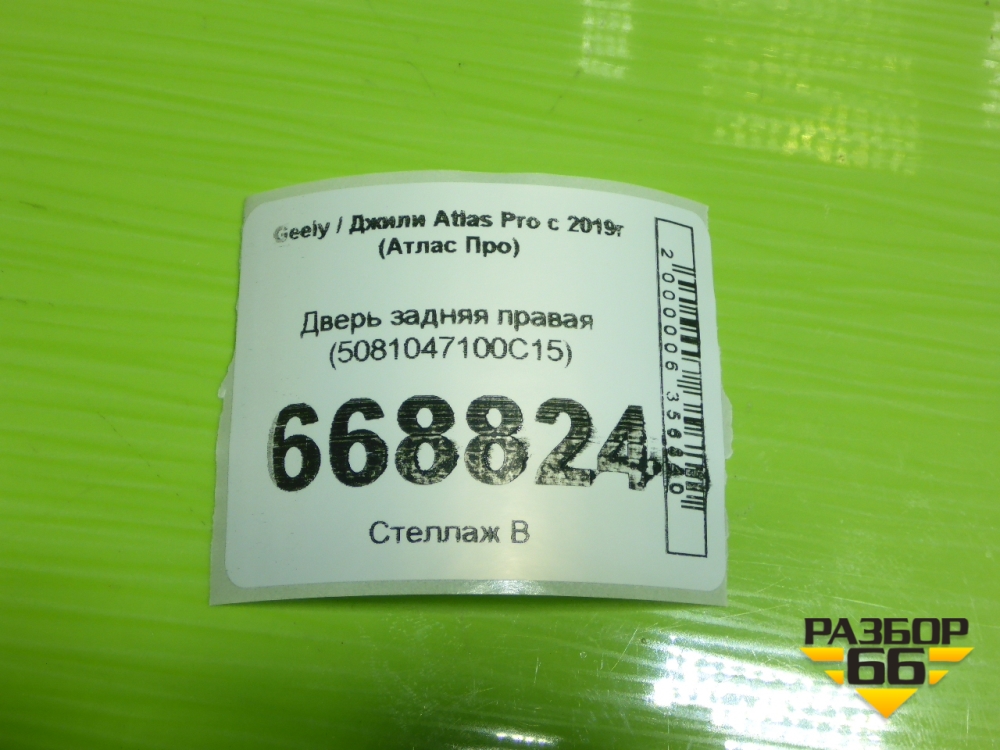 Geely / Джили Atlas Pro с 2019г
(Атлас Про)
Дверь задняя правая
(5081047100C15)
668824
Стеллаж В
РАЗБОР
66